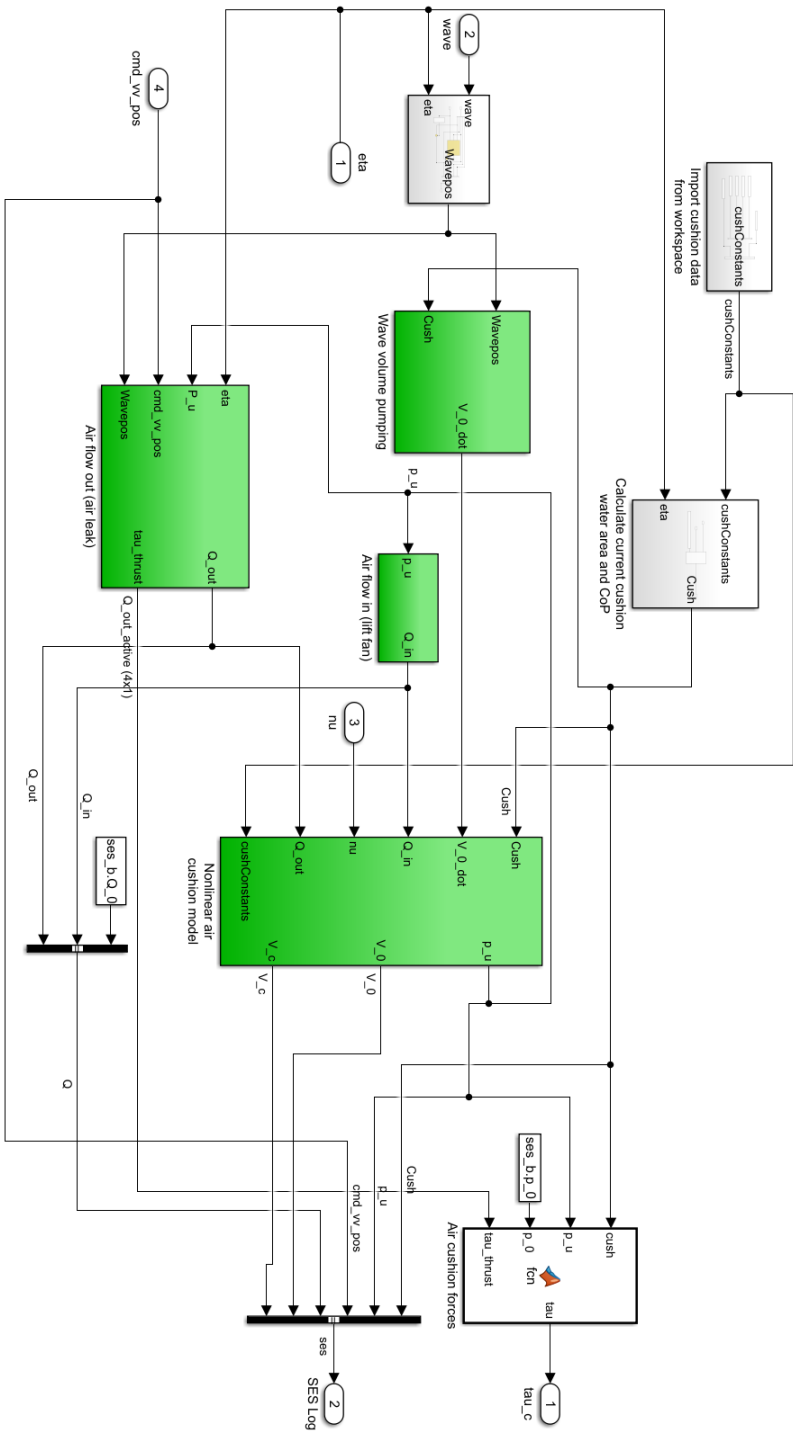 Import cushion data
from workspace
cushConstants
cushConstants
Calculate current cushion
water area and CoP
cushConstants
eta
Cush
2
wave
wave
eta
Wavepos
1
eta
4
cmd_vv_pos
Wave volume pumping
Wavepos
Cush
V_0_dot
p_u
Air flow in (lift fan)
p_u
Q_in
Air flow out (air leak)
eta
P_u
cmd_vv_pos
Wavepos
Q_out
tau_thrust
Q_out_active (4x1)
3
nu
Cush
Nonlinear air
cushion model
Cush
V_0_dot
Q_in
nu
Q_out
cushConstants
p_u
V_0
V_c
V_0
V_c
Q_out
Q_in
ses_b.Q_0
Q
ses_b.p_0
Cush
p_u
cmd_vv_pos
Air cushion forces
cush
p_u
p_0
tau_thrust
fcn
tau
1
tau_c
ses
2
SES Log